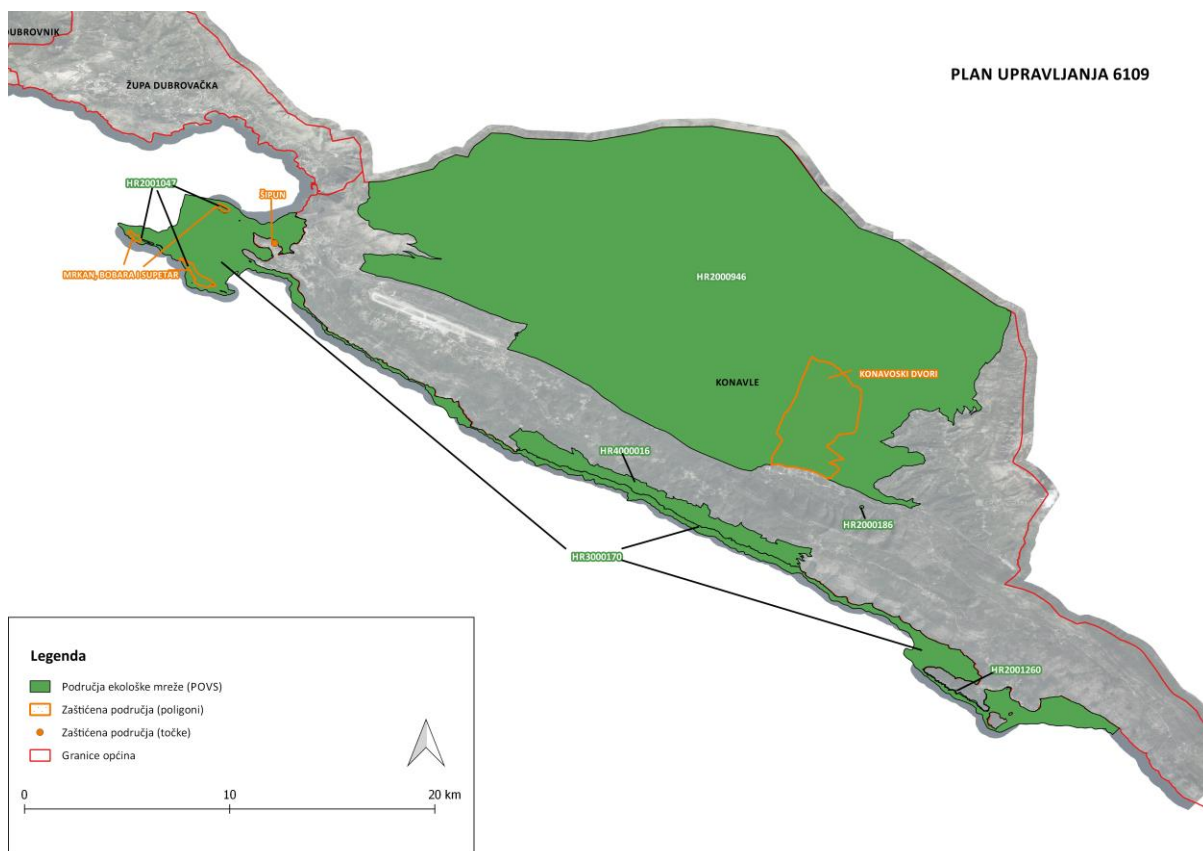 DUBROVNIK
ŽUPA DUBROVAČKA
PLAN UPRAVLJANJA 6109
HR2001047
ŠIPUN
MRKAN, BOBARA I SUPETAR
HR2000946
KONAVLE
KONAVOSKI DVORI
HR4000016
HR2000186
HR3000170
HR2001260
Legenda
Područja ekološke mreže (POVS)
Zaštićena područja (poligoni)
Zaštićena područja (točke)
Granice općina
0 10 20 km